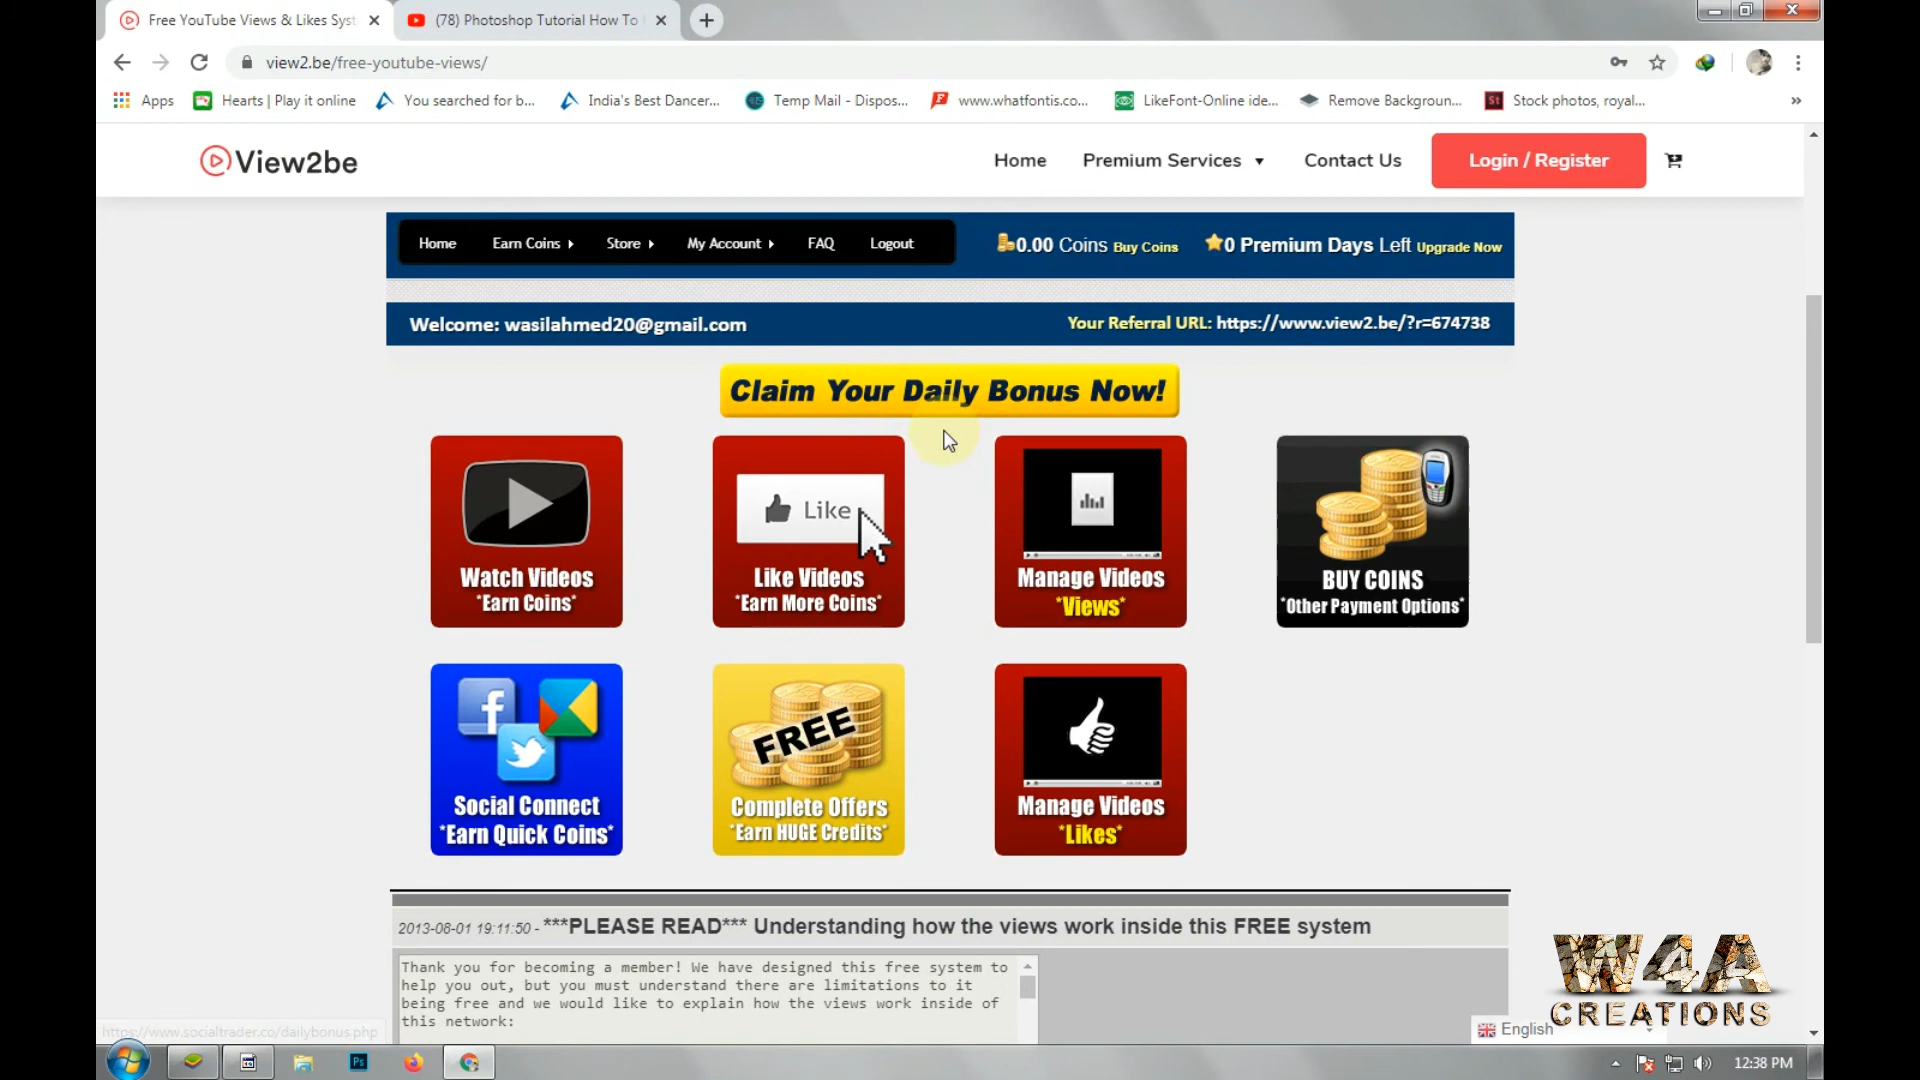 Free YouTube Views & Likes Syst
(78) Photoshop Tutorial How To
view2.be/free-youtube-views/
Apps
Hearts | Play it online
You searched for b...
India's Best Dancer...
Temp Mail - Dispos...
www.whatfontis.co...
LikeFont-Online ide...
Remove Backgroun...
St
Stock photos, royal...
View2be
Home
Premium Services
Contact Us
Login / Register
Home
Earn Coins
Store
My Account
FAQ
Logout
0.00 Coins Buy Coins
0 Premium Days Left Upgrade Now
Welcome: wasilahmed20@gmail.com
Your Referral URL: https://www.view2.be/?r=674738
Claim Your Daily Bonus Now!
Watch Videos
*Earn Coins*
Like
Like Videos
*Earn More Coins*
Manage Videos
*Views*
BUY COINS
*Other Payment Options*
Social Connect
*Earn Quick Coins*
FREE
Complete Offers
*Earn HUGE Credits*
Manage Videos
*Likes*
2013-08-01 19:11:50 - ***PLEASE READ*** Understanding how the views work inside this FREE system
Thank you for becoming a member! We have designed this free system to
help you out, but you must understand there are limitations to it
being free and we would like to explain how the views work inside of
this network:
W4A
CREATIONS
English
https://www.socialtrader.co/dailybonus.php
Ps
12:38 PM